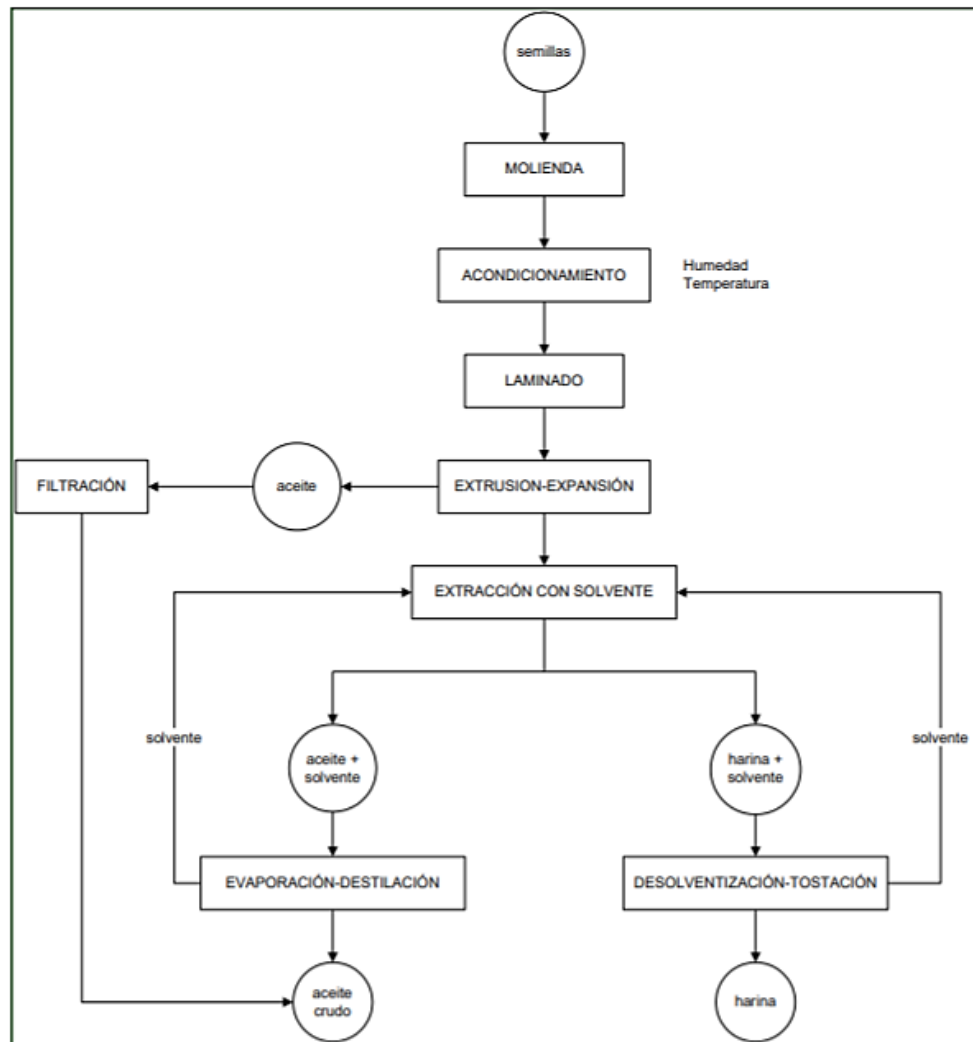 semillas
MOLIENDA
ACONDICIONAMIENTO
Humedad
Temperatura
LAMINADO
FILTRACIÓN
aceite
EXTRUSION-EXPANSIÓN
EXTRACCIÓN CON SOLVENTE
solvente
aceite +
solvente
harina +
solvente
solvente
EVAPORACIÓN-DESTILACIÓN
DESOLVENTIZACIÓN-TOSTACIÓN
aceite
crudo
harina